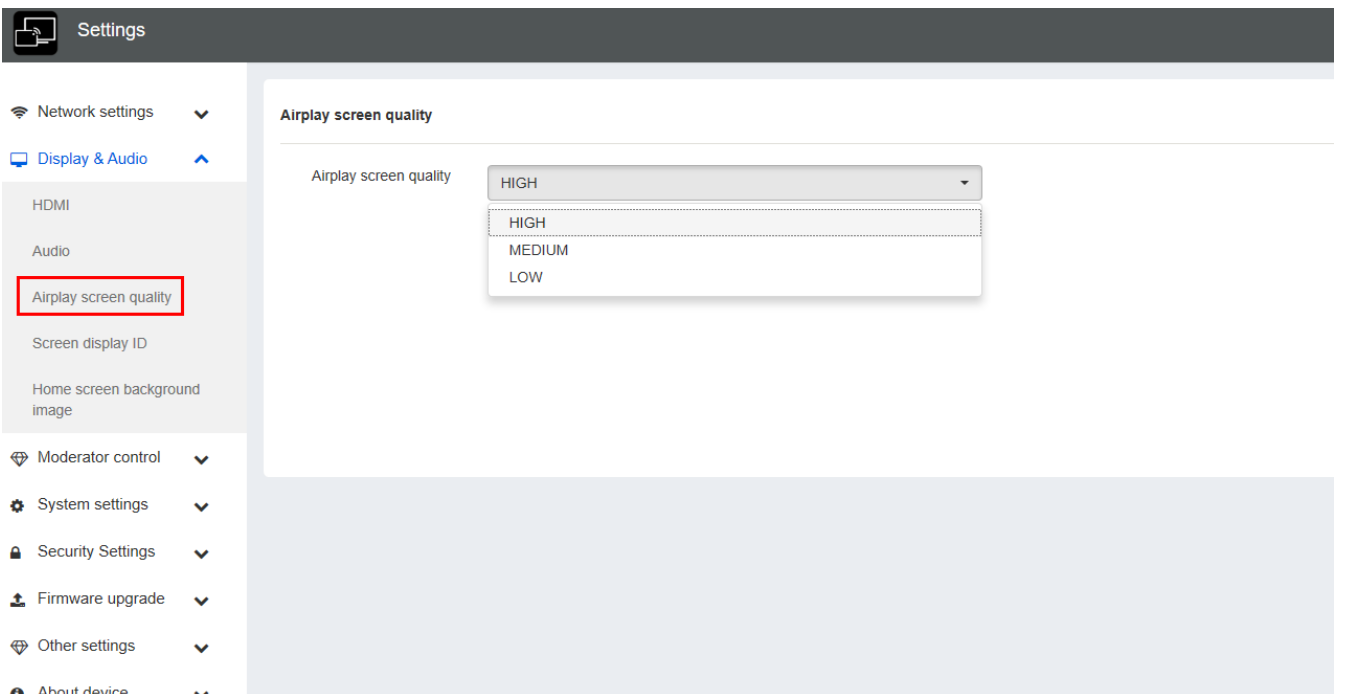 Settings
Network settings
Display & Audio
HDMI
Audio
Airplay screen quality
Screen display ID
Home screen background
image
Moderator control
System settings
Security Settings
Firmware upgrade
Other settings
About device
Airplay screen quality
Airplay screen quality
HIGH
HIGH
MEDIUM
LOW